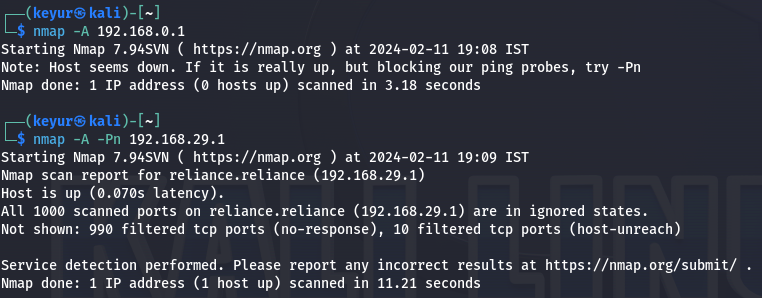 ┌──(keyur㉿kali)-[~]
└─$ nmap -A 192.168.0.1
Starting Nmap 7.94SVN ( https://nmap.org ) at 2024-02-11 19:08 IST
Note: Host seems down. If it is really up, but blocking our ping probes, try -Pn
Nmap done: 1 IP address (0 hosts up) scanned in 3.18 seconds
┌──(keyur㉿kali)-[~]
└─$ nmap -A -Pn 192.168.29.1
Starting Nmap 7.94SVN ( https://nmap.org ) at 2024-02-11 19:09 IST
Nmap scan report for reliance.reliance (192.168.29.1)
Host is up (0.070s latency).
All 1000 scanned ports on reliance.reliance (192.168.29.1) are in ignored states.
Not shown: 990 filtered tcp ports (no-response), 10 filtered tcp ports (host-unreach)
Service detection performed. Please report any incorrect results at https://nmap.org/submit/ .
Nmap done: 1 IP address (1 host up) scanned in 11.21 seconds